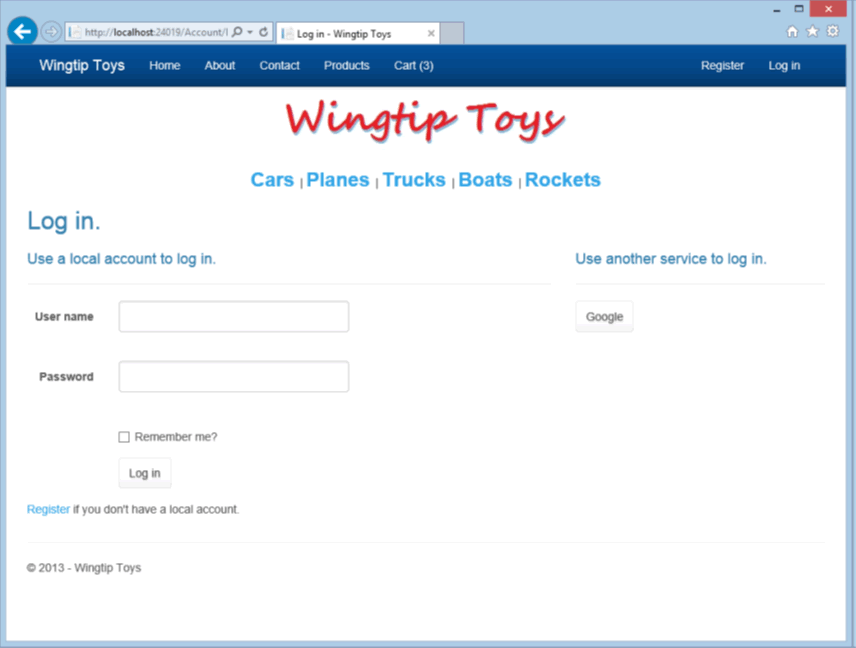 http://localhost:24019/Account/
Log in - Wingtip Toys
Wingtip Toys Home About Contact Products Cart (3) Register Log in
Wingtip Toys
Cars | Planes | Trucks | Boats | Rockets
Log in.
Use a local account to log in. Use another service to log in.
User name Google
Password
Remember me?
Log in
Register if you don't have a local account.
© 2013 - Wingtip Toys